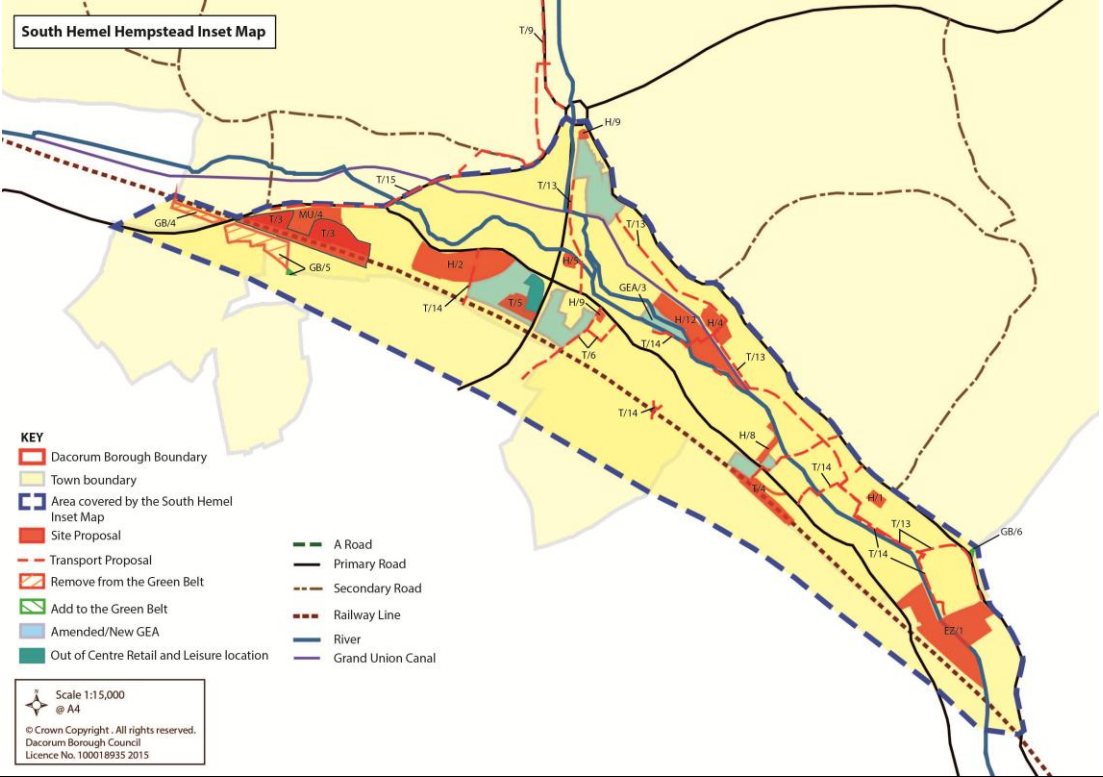 South Hemel Hempstead Inset Map
T/9
H/9
T/15
T/13
GB/4
T/3
MU/4
T/3
T/13
GB/5
H/2
H/5
GEA/3
T/14
T/5
H/9
H/12
H/4
T/14
T/6
T/13
T/14
H/8
T/14
T/4
H/1
T/13
GB/6
T/14
EZ/1
KEY
Dacorum Borough Boundary
Town boundary
Area covered by the South Hemel
Inset Map
Site Proposal
Transport Proposal
Remove from the Green Belt
Add to the Green Belt
Amended/New GEA
Out of Centre Retail and Leisure location
A Road
Primary Road
Secondary Road
Railway Line
River
Grand Union Canal
N
Scale 1:15,000
@ A4
© Crown Copyright . All rights reserved.
Dacorum Borough Council
Licence No. 100018935 2015